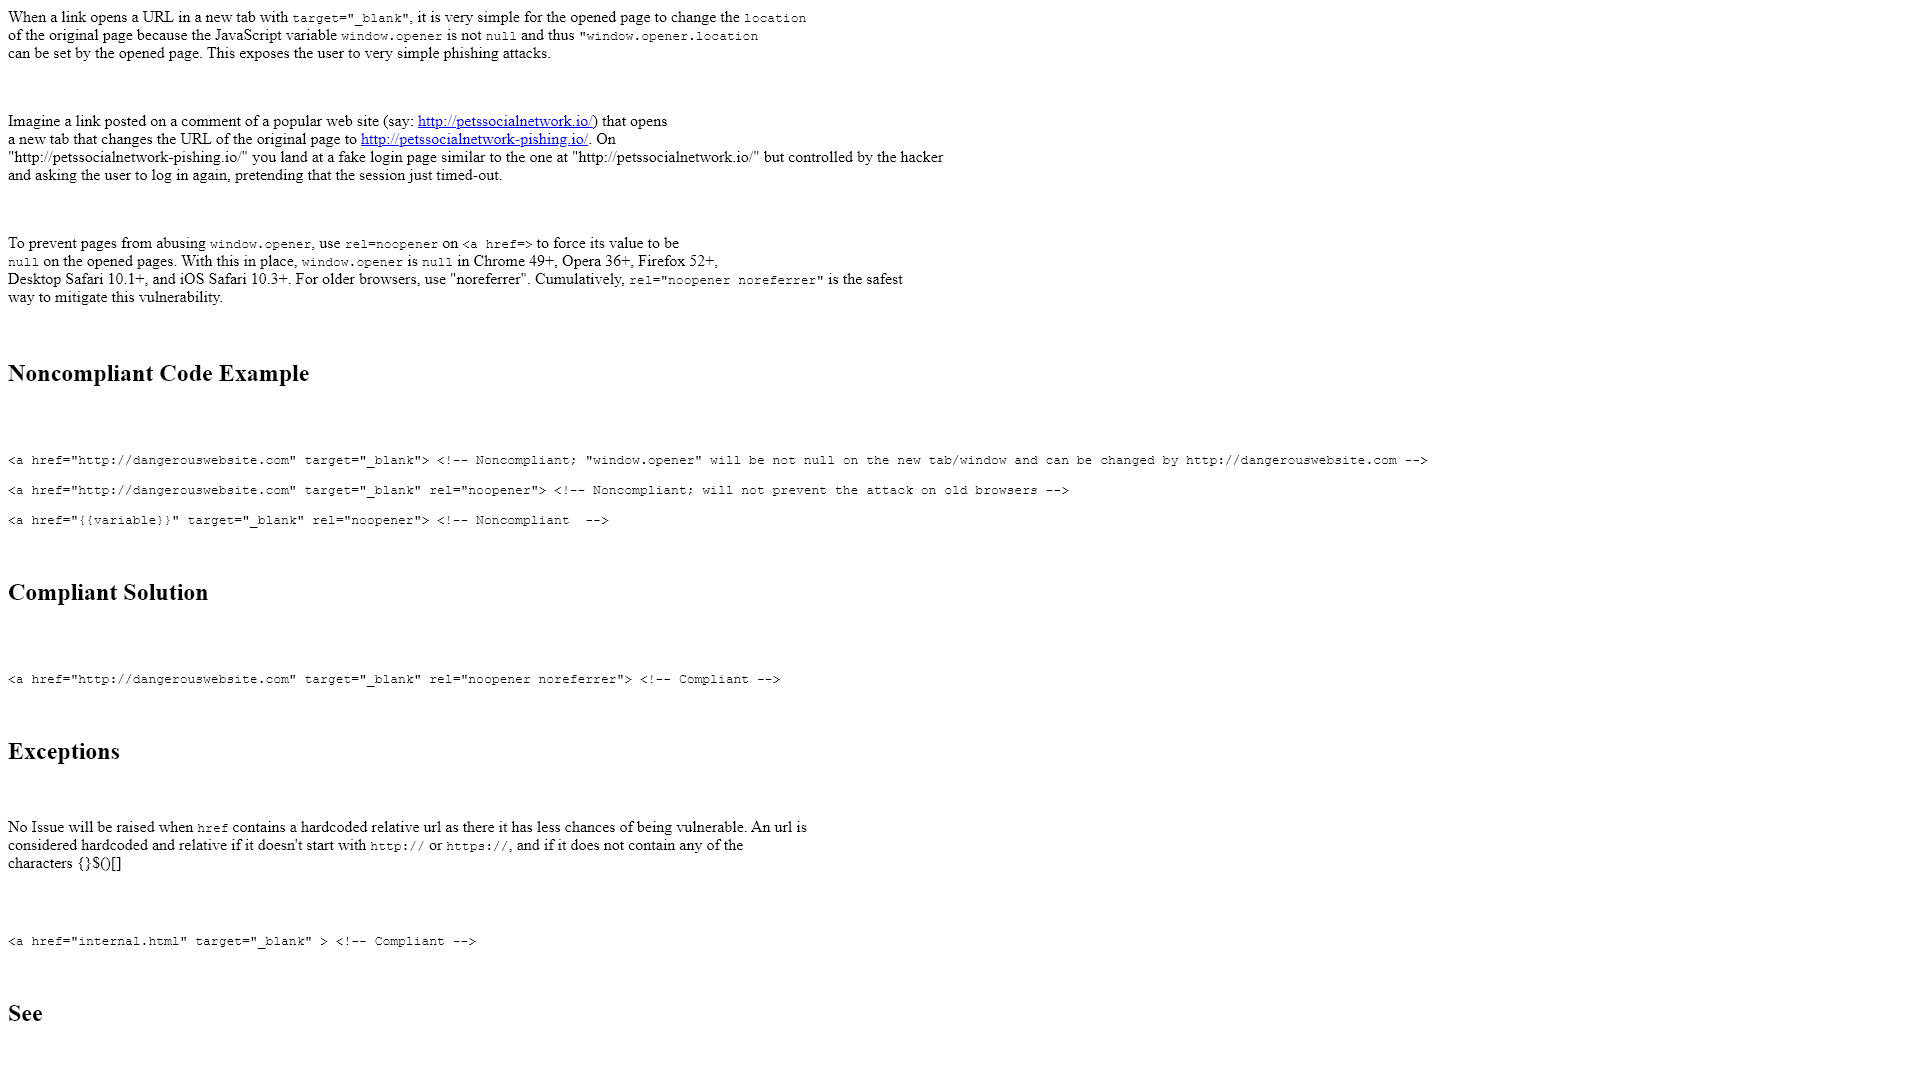 When a link opens a URL in a new tab with target="_blank", it is very simple for the opened page to change the location
of the original page because the JavaScript variable window.opener is not null and thus "window.opener.location
can be set by the opened page. This exposes the user to very simple phishing attacks.
Imagine a link posted on a comment of a popular web site (say: http://petssocialnetwork.io/) that opens
a new tab that changes the URL of the original page to http://petssocialnetwork-pishing.io/. On
"http://petssocialnetwork-pishing.io/" you land at a fake login page similar to the one at "http://petssocialnetwork.io/" but controlled by the hacker
and asking the user to log in again, pretending that the session just timed-out.
To prevent pages from abusing window.opener, use rel=noopener on <a href=> to force its value to be
null on the opened pages. With this in place, window.opener is null in Chrome 49+, Opera 36+, Firefox 52+,
Desktop Safari 10.1+, and iOS Safari 10.3+. For older browsers, use "noreferrer". Cumulatively, rel="noopener noreferrer" is the safest
way to mitigate this vulnerability.
Noncompliant Code Example
<a href="http://dangerouswebsite.com" target="_blank"> <!-- Noncompliant; "window.opener" will be not null on the new tab/window and can be changed by http://dangerouswebsite.com -->
<a href="http://dangerouswebsite.com" target="_blank" rel="noopener"> <!-- Noncompliant; will not prevent the attack on old browsers -->
<a href="{{variable}}" target="_blank" rel="noopener"> <!-- Noncompliant  -->
Compliant Solution
<a href="http://dangerouswebsite.com" target="_blank" rel="noopener noreferrer"> <!-- Compliant -->
Exceptions
No Issue will be raised when href contains a hardcoded relative url as there it has less chances of being vulnerable. An url is
considered hardcoded and relative if it doesn't start with http:// or https://, and if it does not contain any of the
characters {}$()[]
<a href="internal.html" target="_blank" > <!-- Compliant -->
See